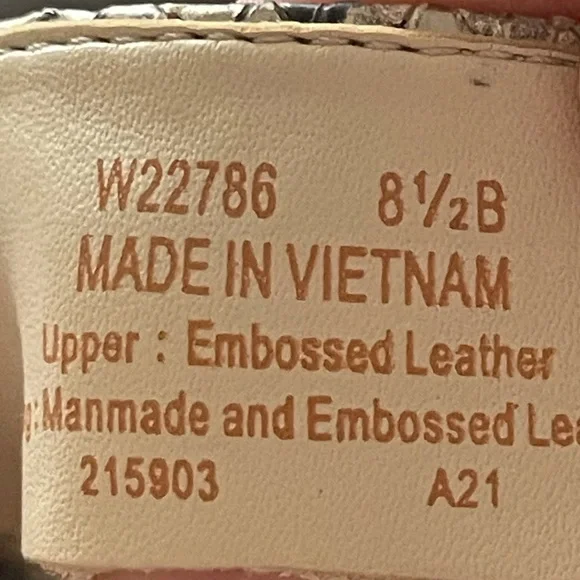 W22786 8½B
MADE IN VIETNAM
Upper : Embossed Leather
Manmade and Embossed
215903 A21